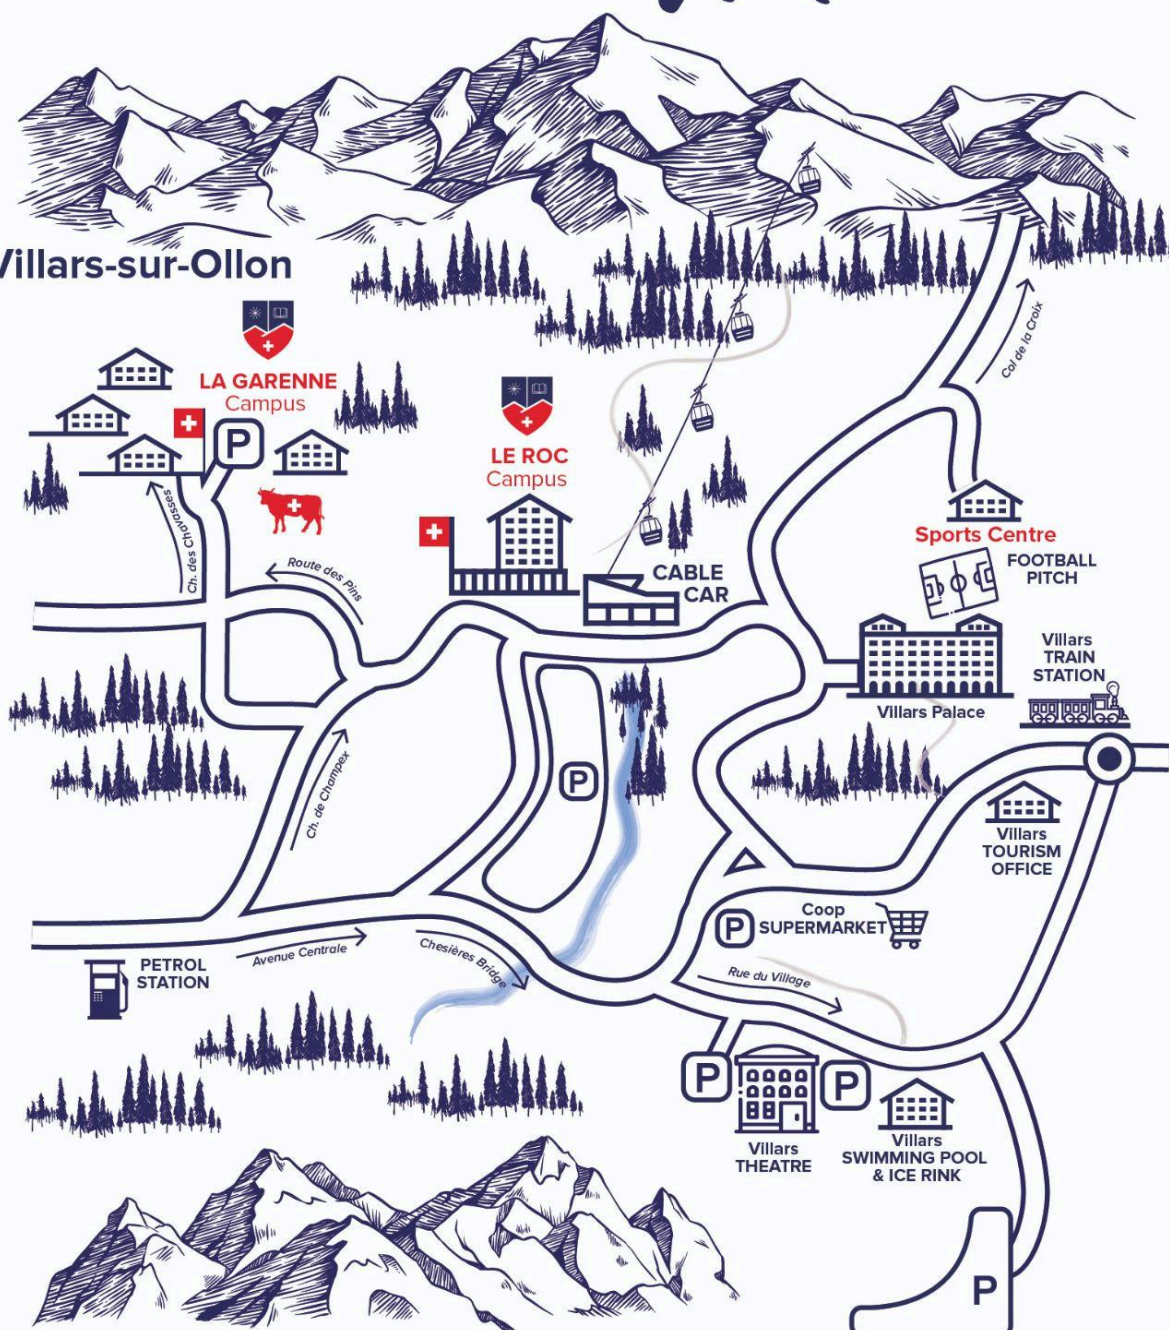 Villars-sur-Ollon
LA GARENNE
Campus
P
LE ROC
Campus
Col de la Croix
Ch. des Chavasses
Route des Pins
CABLE
CAR
Sports Centre
FOOTBALL
PITCH
Villars
TRAIN
STATION
Villars Palace
P
Ch. de Champex
Villars
TOURISM
OFFICE
P
Coop
SUPERMARKET
Avenue Centrale
Chesières Bridge
PETROL
STATION
Rue du Village
P
P
Villars
THEATRE
Villars
SWIMMING POOL
& ICE RINK
P